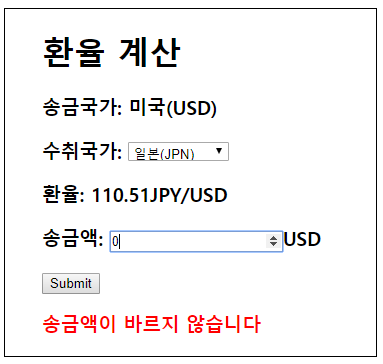 환율 계산
송금국가: 미국(USD)
수취국가: 일본(JPN)
환율: 110.51JPY/USD
송금액: 0 USD
Submit
송금액이 바르지 않습니다